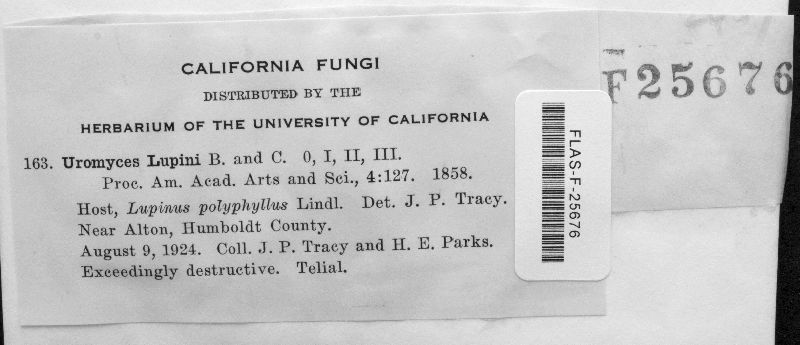 CALIFORNIA FUNGI
DISTRIBUTED BY THE
HERBARIUM OF THE UNIVERSITY OF CALIFORNIA
163. Uromyces Lupini B. and C. 0, I, II, III.
Proc. Am. Acad. Arts and Sci., 4:127. 1858.
Host, Lupinus polyphyllus Lindl. Det. J. P. Tracy.
Near Alton, Humboldt County.
August 9, 1924. Coll. J. P. Tracy and H. E. Parks.
Exceedingly destructive. Telial.
FLAS-F-25676
F25676